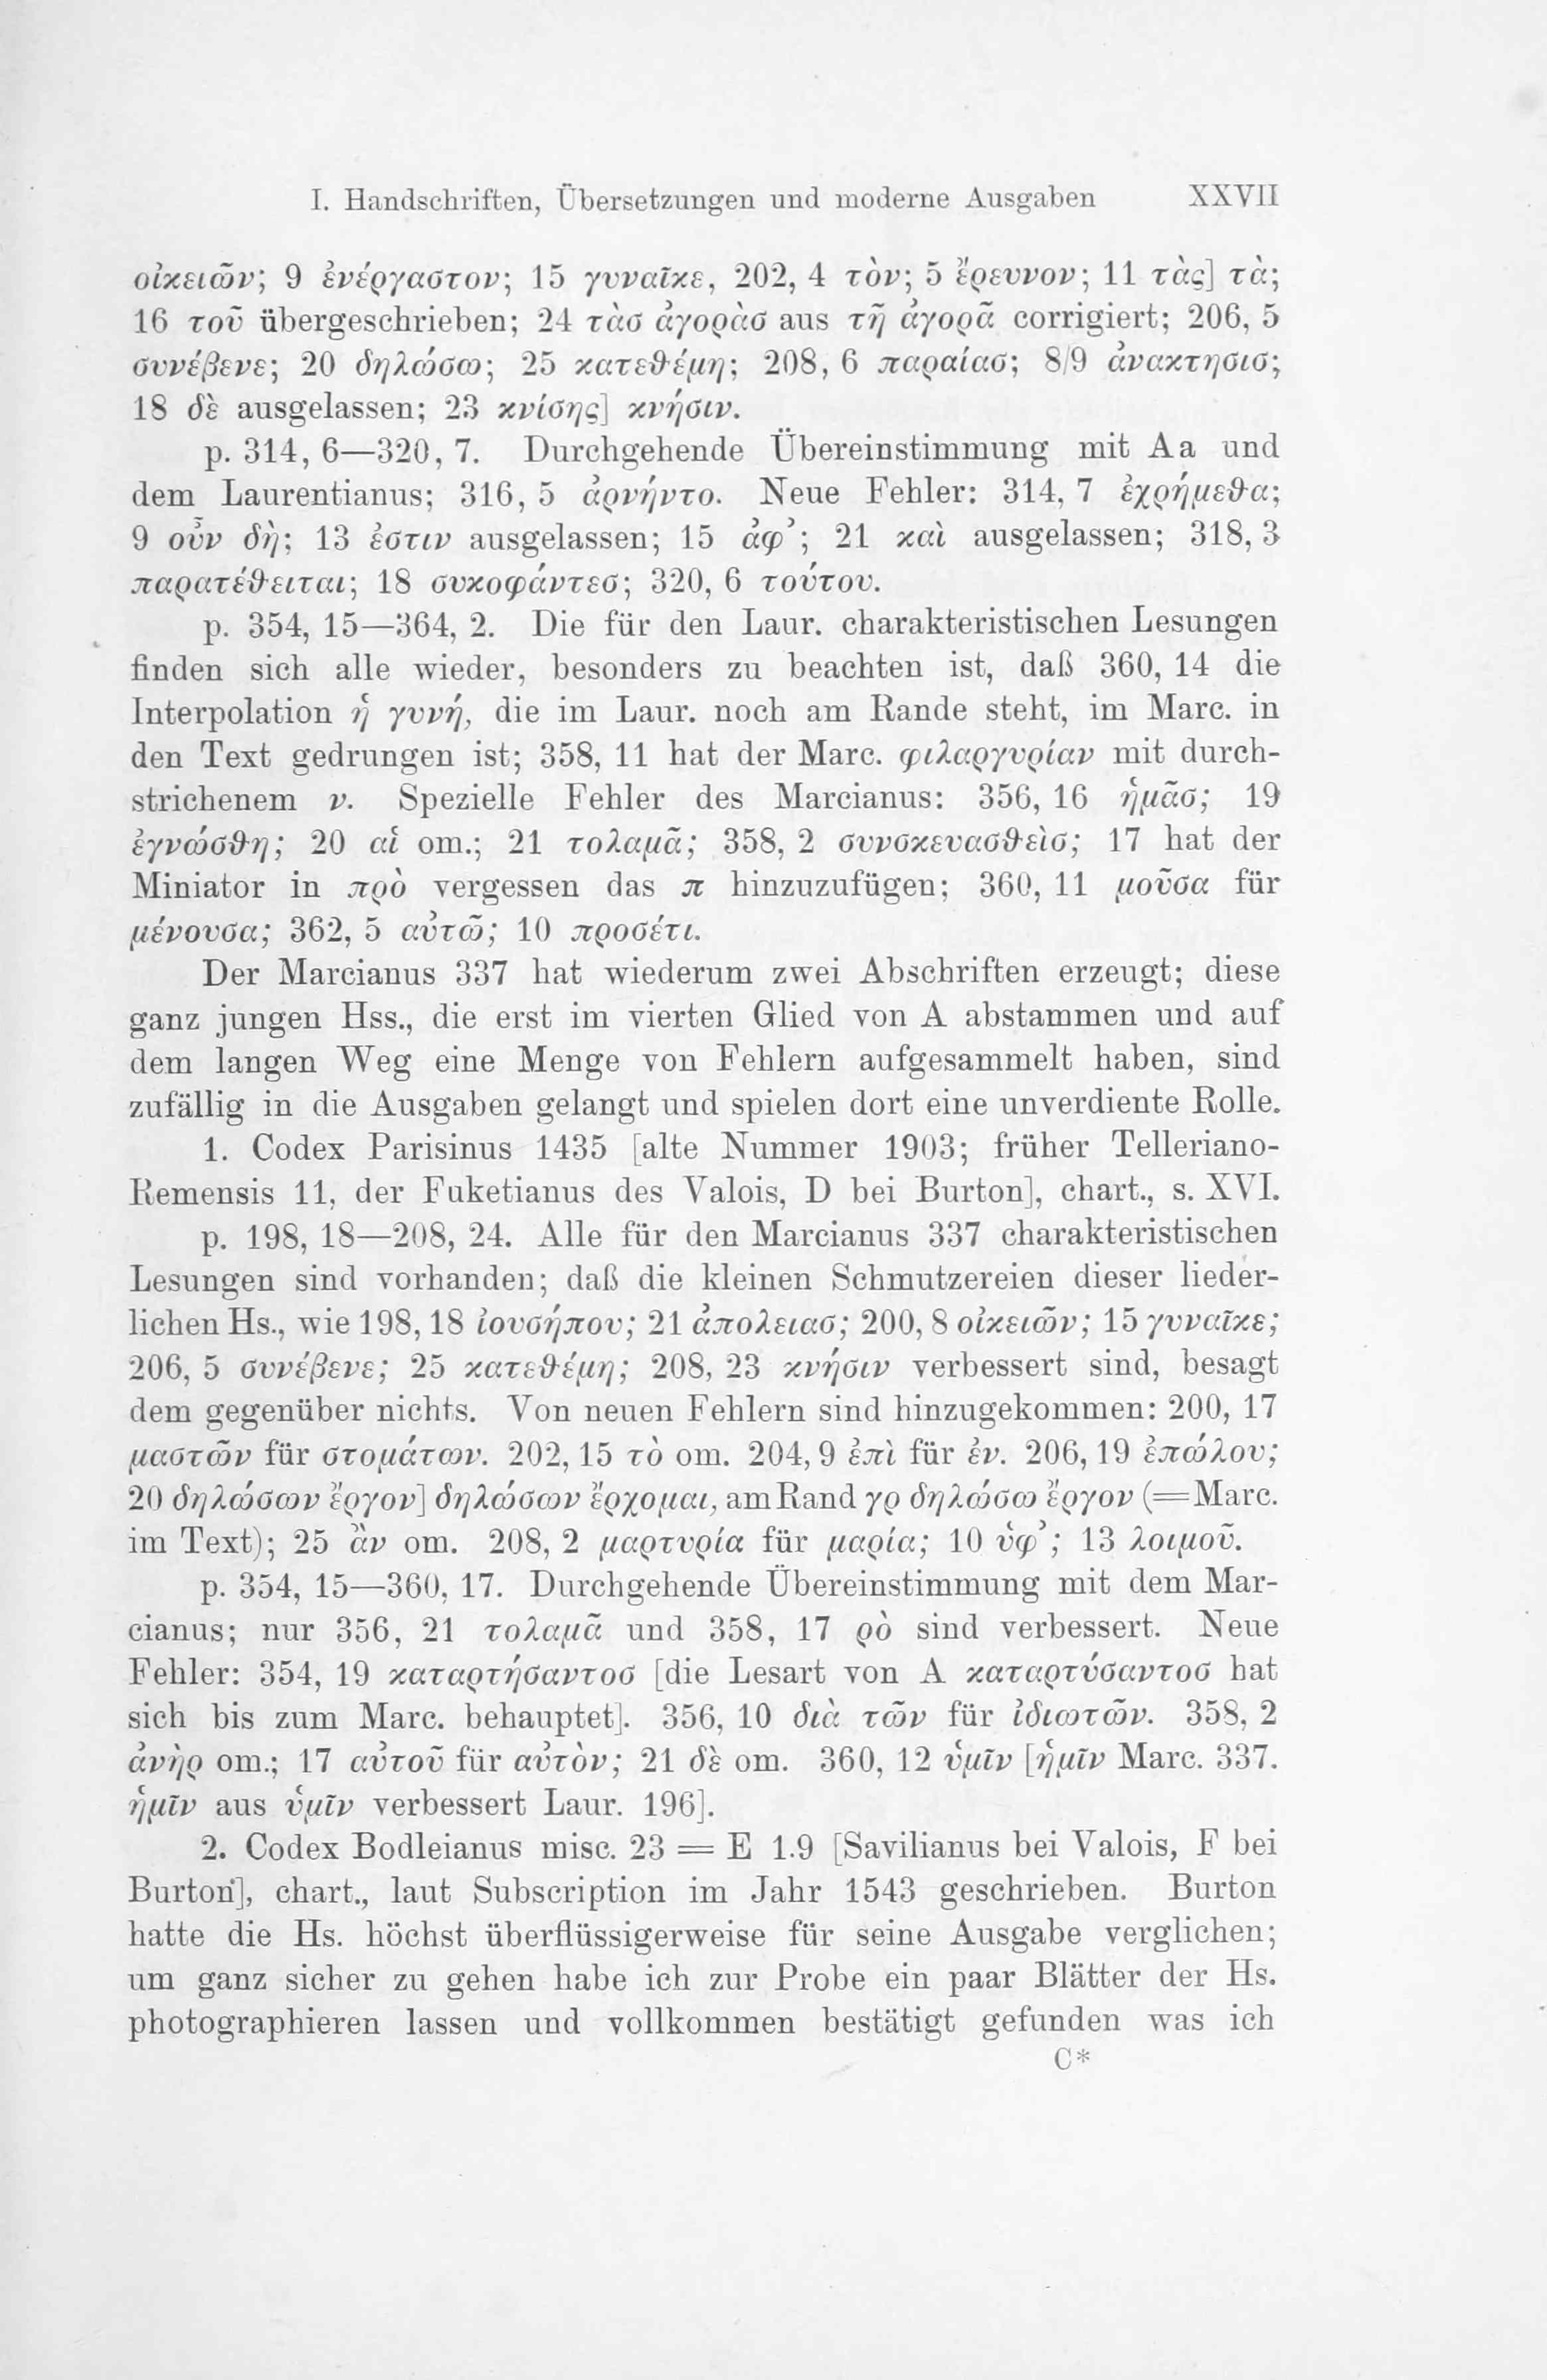 I. Handschriften, Übersetzungen und moderne Ausgaben XXVII
οἰκειῶν; 9 ἐνέργαστον; 15 γυναῖκε, 202, 4 τὸν; 5 ἔρευνον; 11 τὰς] τὰ;
16 τοῦ übergeschrieben; 24 τὰσ ἀγορὰσ aus τῆ ἀγορᾶ corrigiert; 206, 5
συνέβενε; 20 δηλώσω; 25 κατεθέμη; 208, 6 παραίασ; 8/9 ἀνακτησισ;
18 δὲ ausgelassen; 23 κνίσης] κνήσιν.
p. 314, 6—320, 7. Durchgehende Übereinstimmung mit Aa und
dem Laurentianus; 316, 5 ἀρνήντο. Neue Fehler: 314, 7 ἐχρήμεθα;
9 οὖν δὴ; 13 ἐστιν ausgelassen; 15 ἀφ᾽; 21 καὶ ausgelassen; 318, 3
παρατέθειται; 18 συκοφάντεσ; 320, 6 τούτου.
p. 354, 15—364, 2. Die für den Laur. charakteristischen Lesungen
finden sich alle wieder, besonders zu beachten ist, daß 360, 14 die
Interpolation ἡ γυνή, die im Laur. noch am Rande steht, im Marc. in
den Text gedrungen ist; 358, 11 hat der Marc. φιλαργυρίαν mit durch-
strichenem ν. Spezielle Fehler des Marcianus: 356, 16 ἡμᾶσ; 19
ἐγνώσθη; 20 αἱ om.; 21 τολαμᾶ; 358, 2 συνσκευασθεὶσ; 17 hat der
Miniator in πρὸ vergessen das π hinzuzufügen; 360, 11 μοῦσα für
μένουσα; 362, 5 αὐτῶ; 10 προσέτι.
Der Marcianus 337 hat wiederum zwei Abschriften erzeugt; diese
ganz jungen Hss., die erst im vierten Glied von A abstammen und auf
dem langen Weg eine Menge von Fehlern aufgesammelt haben, sind
zufällig in die Ausgaben gelangt und spielen dort eine unverdiente Rolle.
1. Codex Parisinus 1435 [alte Nummer 1903; früher Telleriano-
Remensis 11, der Fuketianus des Valois, D bei Burton], chart., s. XVI.
p. 198, 18—208, 24. Alle für den Marcianus 337 charakteristischen
Lesungen sind vorhanden; daß die kleinen Schmutzereien dieser lieder-
lichen Hs., wie 198, 18 ἰουσήπου; 21 ἀπολειασ; 200, 8 οἰκειῶν; 15 γυναῖκε;
206, 5 συνέβενε; 25 κατεθέμη; 208, 23 κνήσιν verbessert sind, besagt
dem gegenüber nichts. Von neuen Fehlern sind hinzugekommen: 200, 17
μαστῶν für στομάτων. 202, 15 τὸ om. 204, 9 ἐπὶ für ἐν. 206, 19 ἐπώλου;
20 δηλώσων ἔργον] δηλώσων ἔρχομαι, am Rand γρ δηλώσω ἔργον (=Marc.
im Text); 25 ἂν om. 208, 2 μαρτυρία für μαρία; 10 ὑφ᾽; 13 λοιμοῦ.
p. 354, 15—360, 17. Durchgehende Übereinstimmung mit dem Mar-
cianus; nur 356, 21 τολαμᾶ und 358, 17 ρὸ sind verbessert. Neue
Fehler: 354, 19 καταρτήσαντοσ [die Lesart von A καταρτύσαντοσ hat
sich bis zum Marc. behauptet]. 356, 10 διὰ τῶν für ἰδιωτῶν. 358, 2
ἀνὴρ om.; 17 αὐτοῦ für αὐτὸν; 21 δὲ om. 360, 12 ὑμῖν [ἡμῖν Marc. 337.
ἡμῖν aus ὑμῖν verbessert Laur. 196].
2. Codex Bodleianus misc. 23 = E 1.9 [Savilianus bei Valois, F bei
Burton], chart., laut Subscription im Jahr 1543 geschrieben. Burton
hatte die Hs. höchst überflüssigerweise für seine Ausgabe verglichen;
um ganz sicher zu gehen habe ich zur Probe ein paar Blätter der Hs.
photographieren lassen und vollkommen bestätigt gefunden was ich
C*